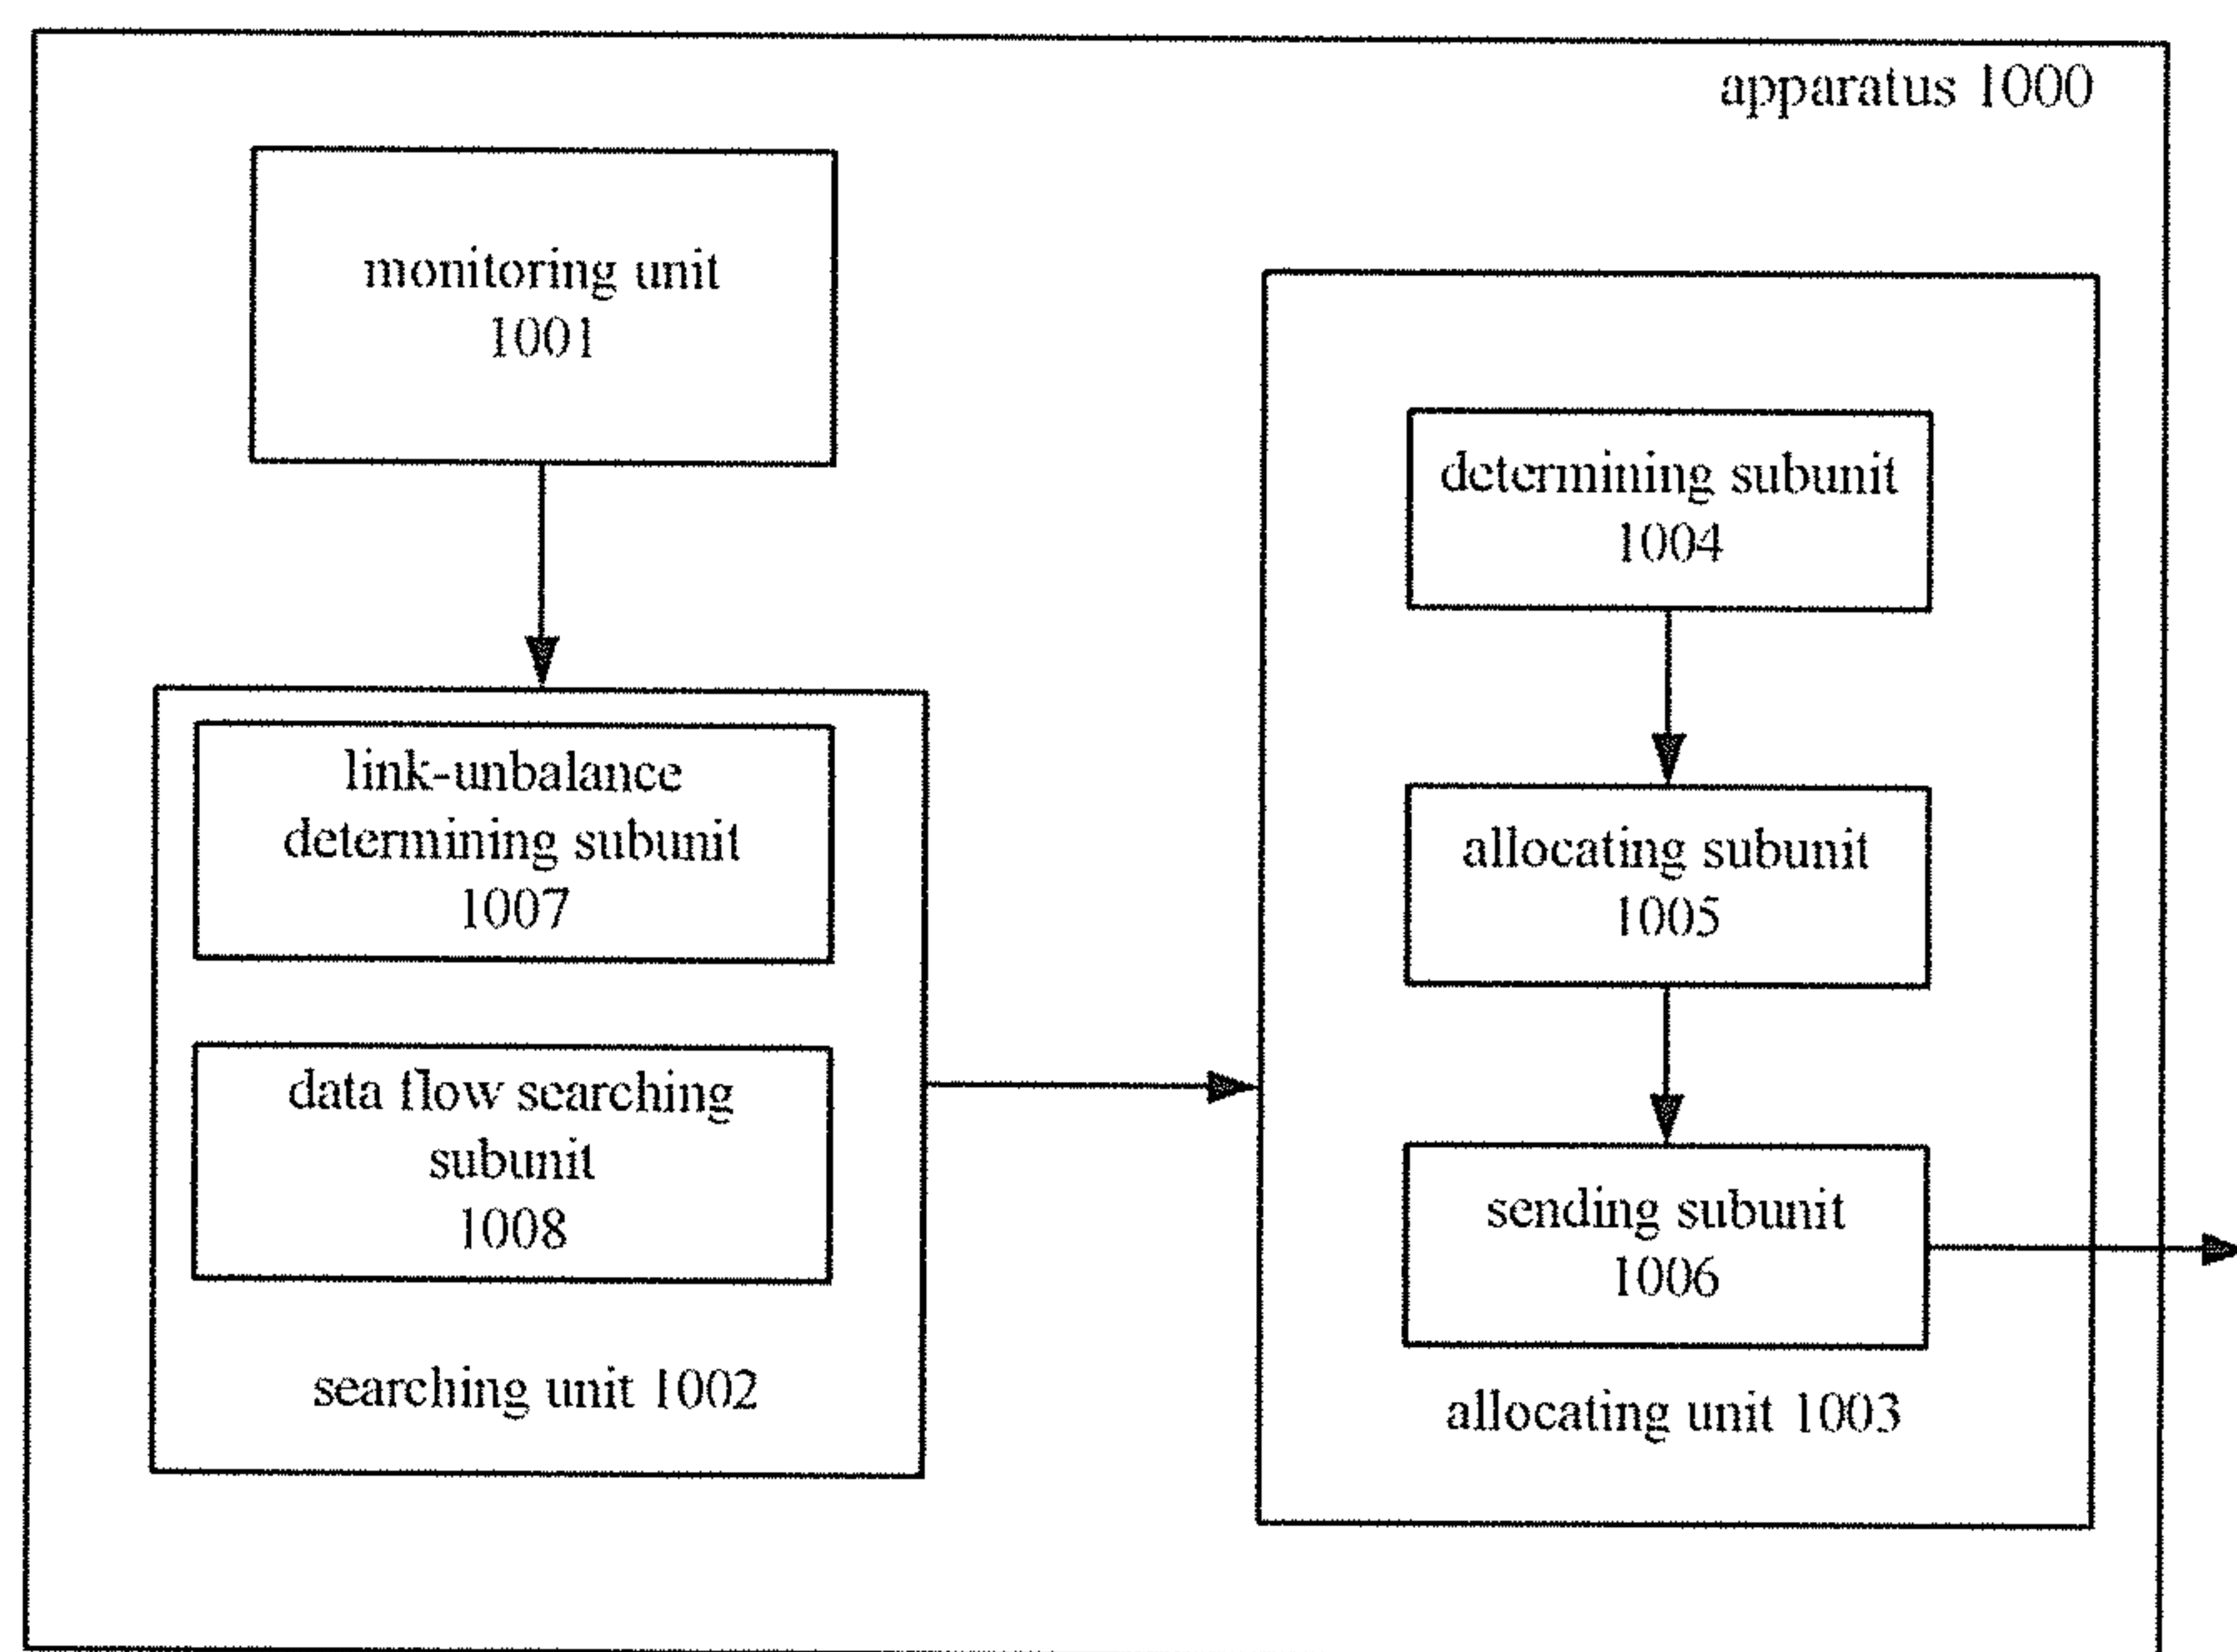 apparatus 1000
monitoring unit
1001
determining subunit
1004
link-unbalance
determining subunit
1007
allocating subunit
1005
data flow searching
subunit
1008
sending subunit
1006
searching unit 1002
allocating unit 1003